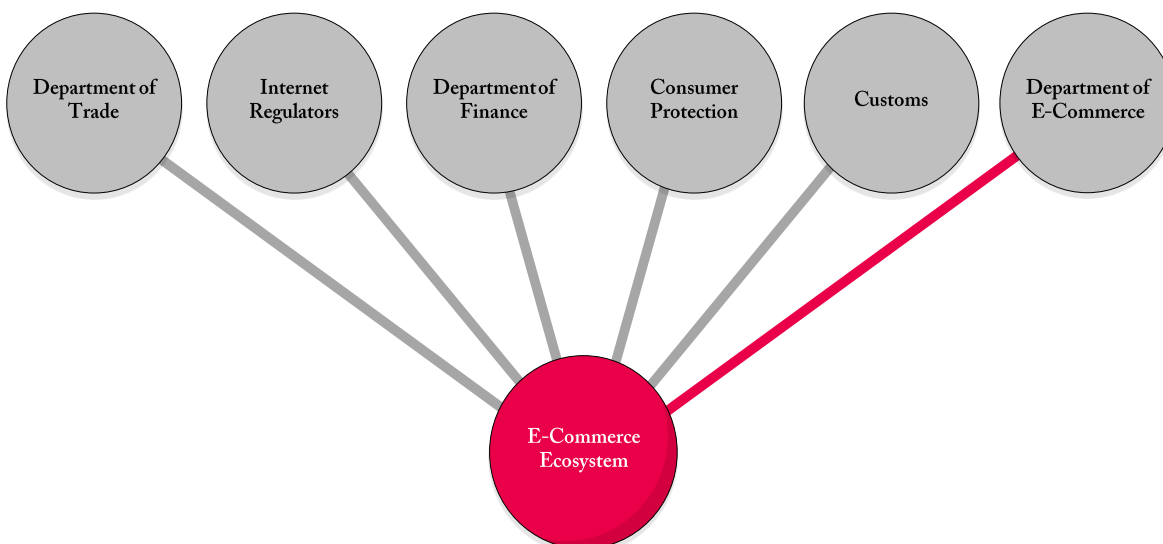 Department of
Trade
Internet
Regulators
Department of
Finance
Consumer
Protection
Customs
Department of
E-Commerce
E-Commerce
Ecosystem